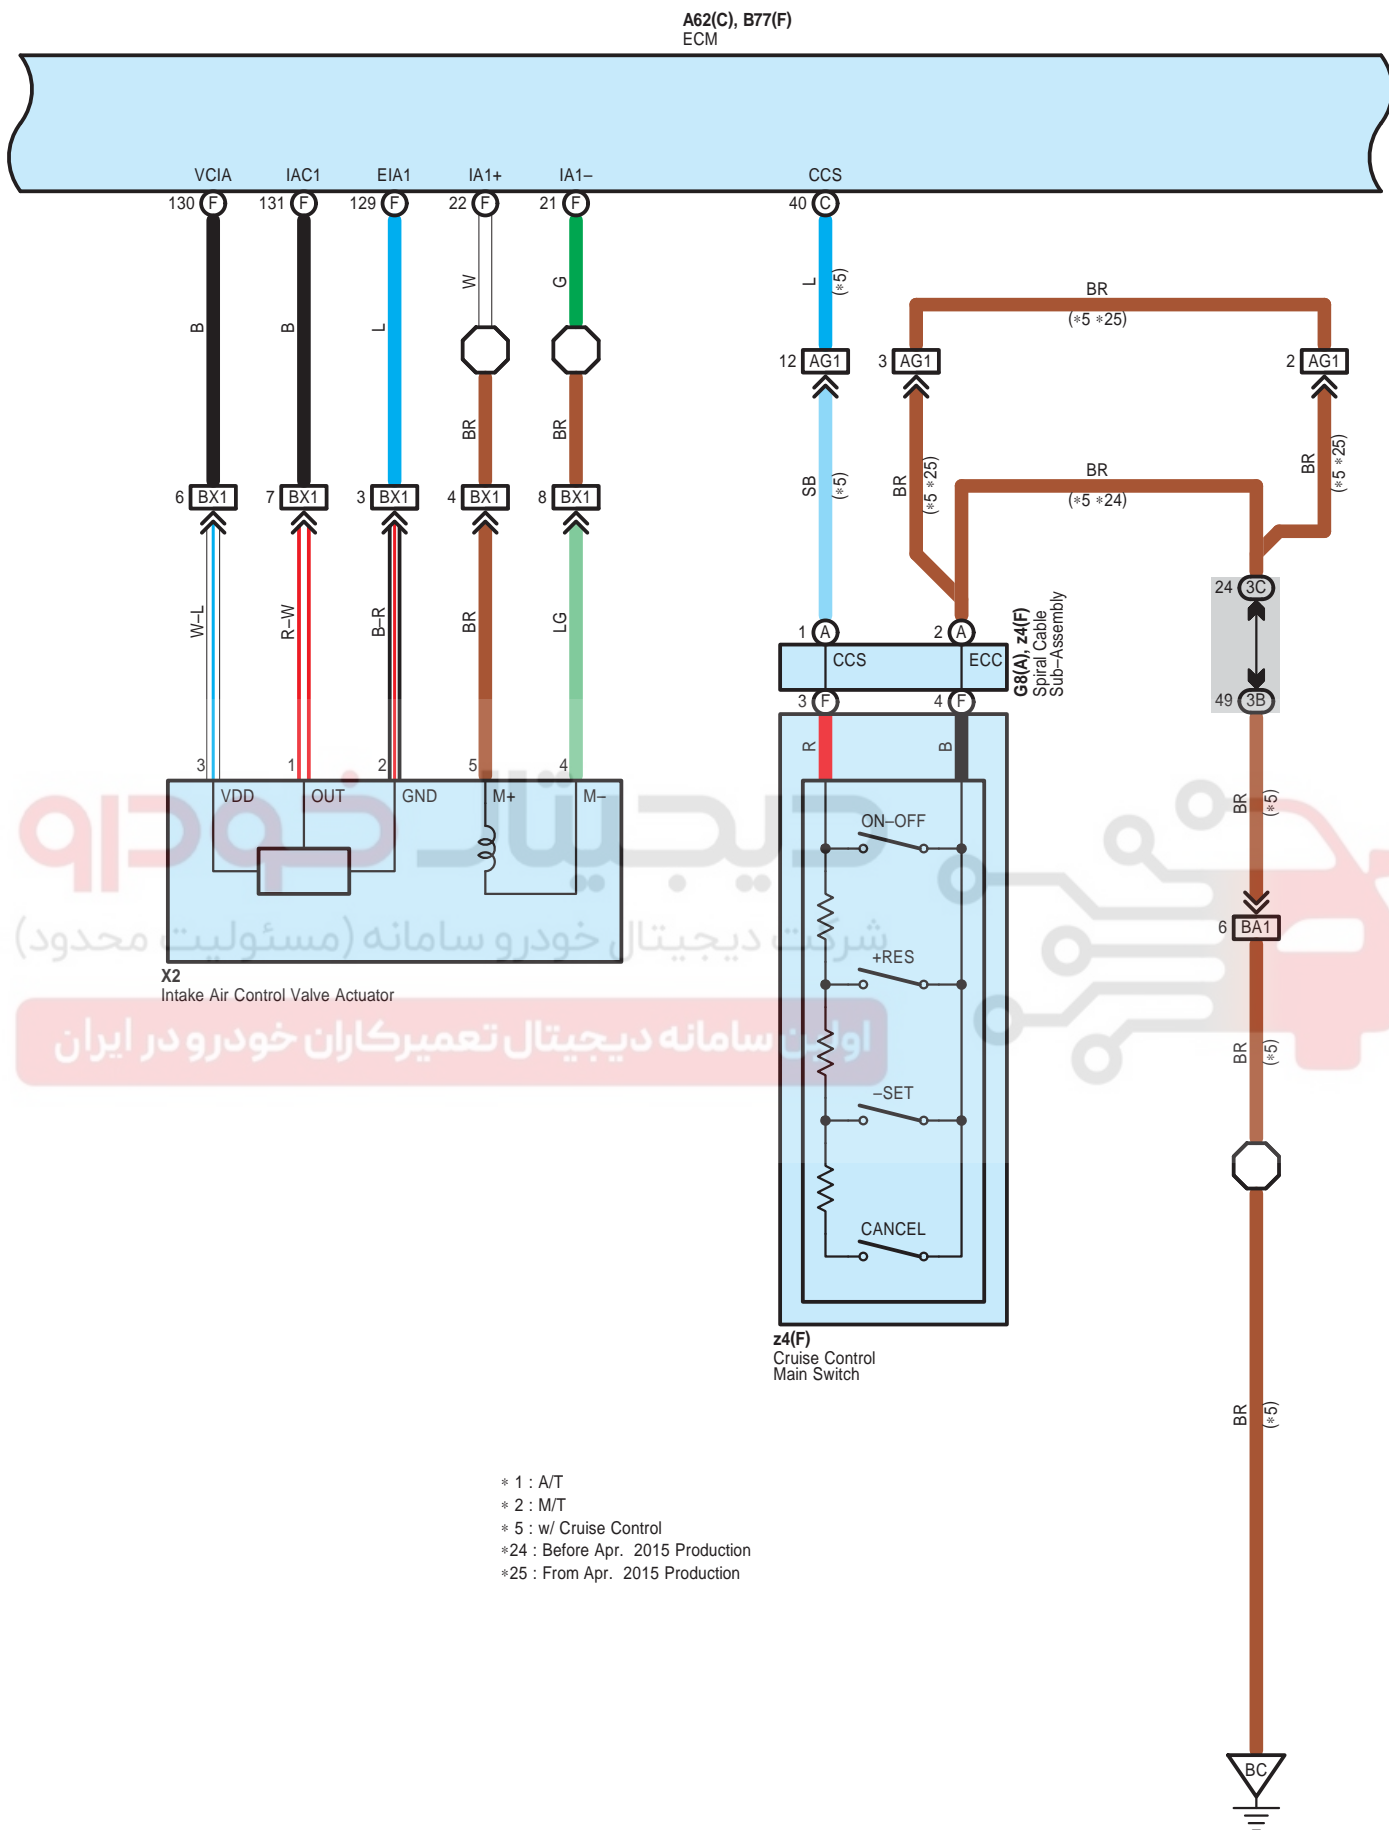 A62(C), B77(F)
ECM
VCIA IAC1 EIA1 IA1+ IA1– CCS
130 F 131 F 129 F 22 F 21 F 40 C
B B L W G L (*5)
BR
(*5 *25)
12 AG1 3 AG1 2 AG1
BR BR SB (*5) BR (*5 *25) BR (*5 *25)
BR
(*5 *24)
6 BX1 7 BX1 3 BX1 4 BX1 8 BX1
W–L R–W B–R BR LG
24 3C
49 3B
1 A 2 A
CCS ECC
G8(A), z4(F)
Spiral Cable
Sub–Assembly
3 F 4 F
R B
3 1 2 5 4
VDD OUT GND M+ M–
BR (*5)
ON–OFF
دیجیتال خودرو
شرکت دیجیتال خودرو سامانه (مسئولیت محدود)
6 BA1
+RES
X2
Intake Air Control Valve Actuator
اولین سامانه دیجیتال تعمیرکاران خودرو در ایران
BR (*5)
–SET
CANCEL
z4(F)
Cruise Control
Main Switch
BR (*5)
* 1 : A/T
* 2 : M/T
* 5 : w/ Cruise Control
*24 : Before Apr. 2015 Production
*25 : From Apr. 2015 Production
BC